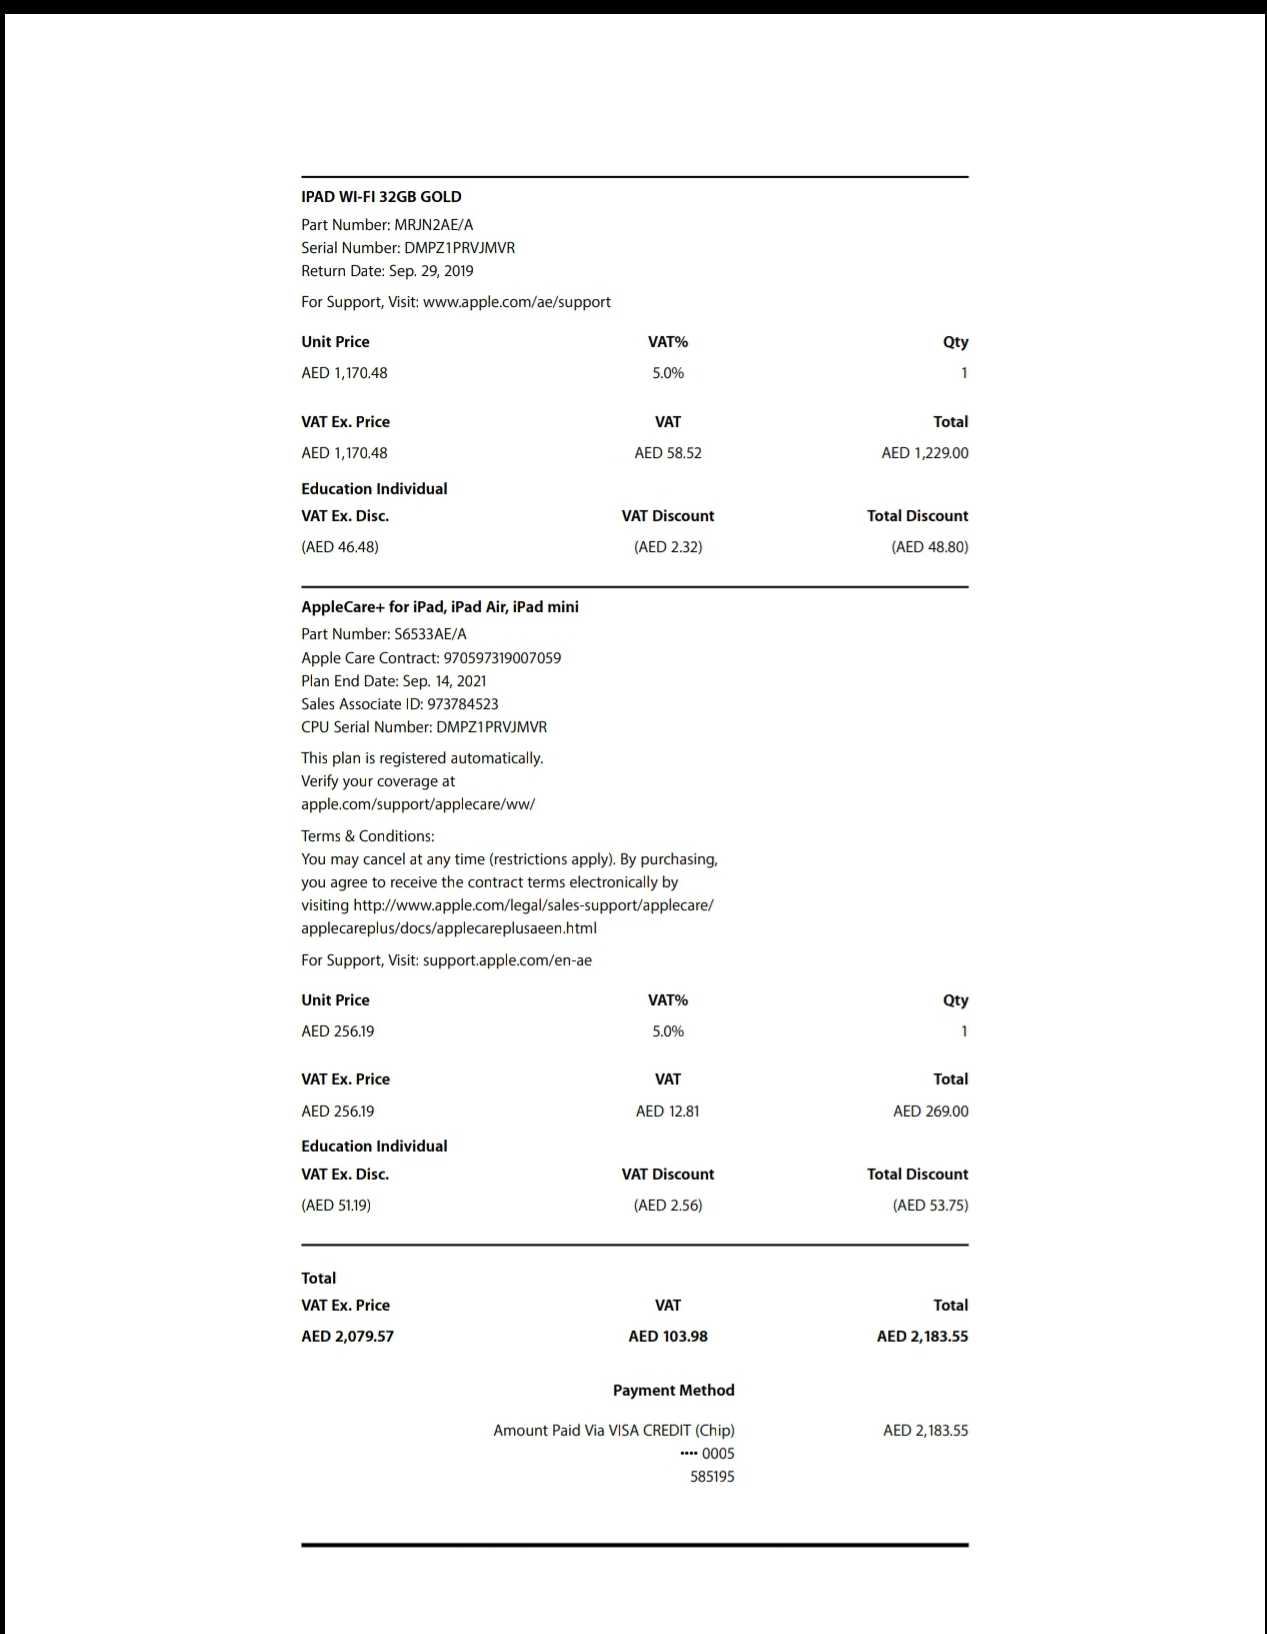 IPAD WI-FI 32GB GOLD
Part Number: MRJN2AE/A
Serial Number: DMPZ1PRVJMVR
Return Date: Sep. 29, 2019
For Support, Visit: www.apple.com/ae/support
Unit Price VAT% Qty
AED 1,170.48 5.0% 1
VAT Ex. Price VAT Total
AED 1,170.48 AED 58.52 AED 1,229.00
Education Individual
VAT Ex. Disc. VAT Discount Total Discount
(AED 46.48) (AED 2.32) (AED 48.80)
AppleCare+ for iPad, iPad Air, iPad mini
Part Number: S6533AE/A
Apple Care Contract: 970597319007059
Plan End Date: Sep. 14, 2021
Sales Associate ID: 973784523
CPU Serial Number: DMPZ1PRVJMVR
This plan is registered automatically.
Verify your coverage at
apple.com/support/applecare/ww/
Terms & Conditions:
You may cancel at any time (restrictions apply). By purchasing,
you agree to receive the contract terms electronically by
visiting http://www.apple.com/legal/sales-support/applecare/
applecareplus/docs/applecareplusaeen.html
For Support, Visit: support.apple.com/en-ae
Unit Price VAT% Qty
AED 256.19 5.0% 1
VAT Ex. Price VAT Total
AED 256.19 AED 12.81 AED 269.00
Education Individual
VAT Ex. Disc. VAT Discount Total Discount
(AED 51.19) (AED 2.56) (AED 53.75)
Total
VAT Ex. Price VAT Total
AED 2,079.57 AED 103.98 AED 2,183.55
Payment Method
Amount Paid Via VISA CREDIT (Chip) AED 2,183.55
•••• 0005
585195